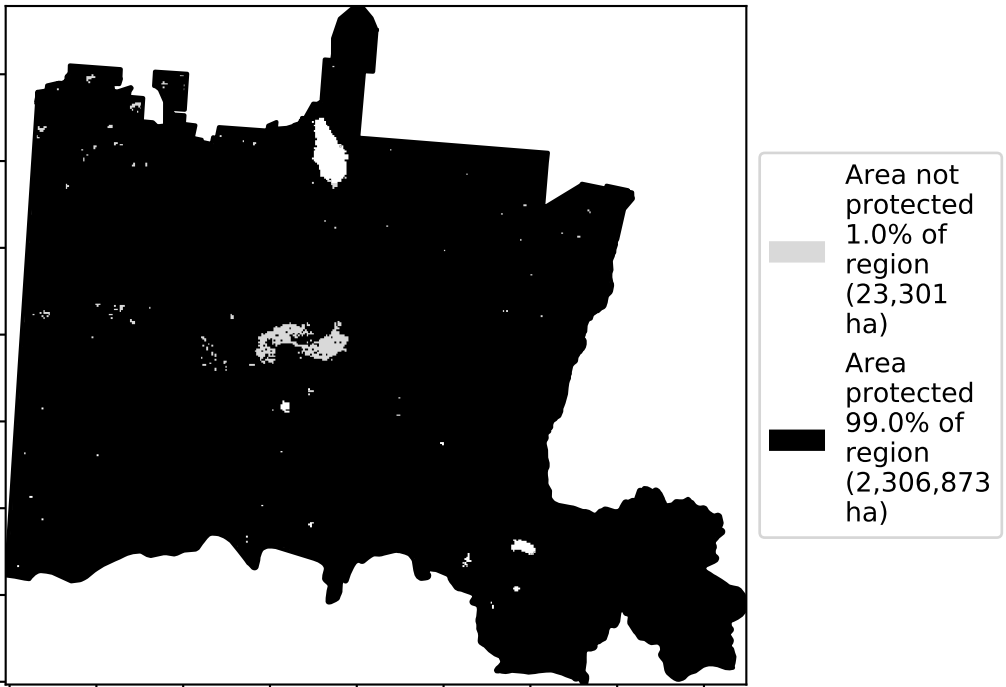 Area not
protected
1.0% of
region
(23,301
ha)
Area
protected
99.0% of
region
(2,306,873
ha)